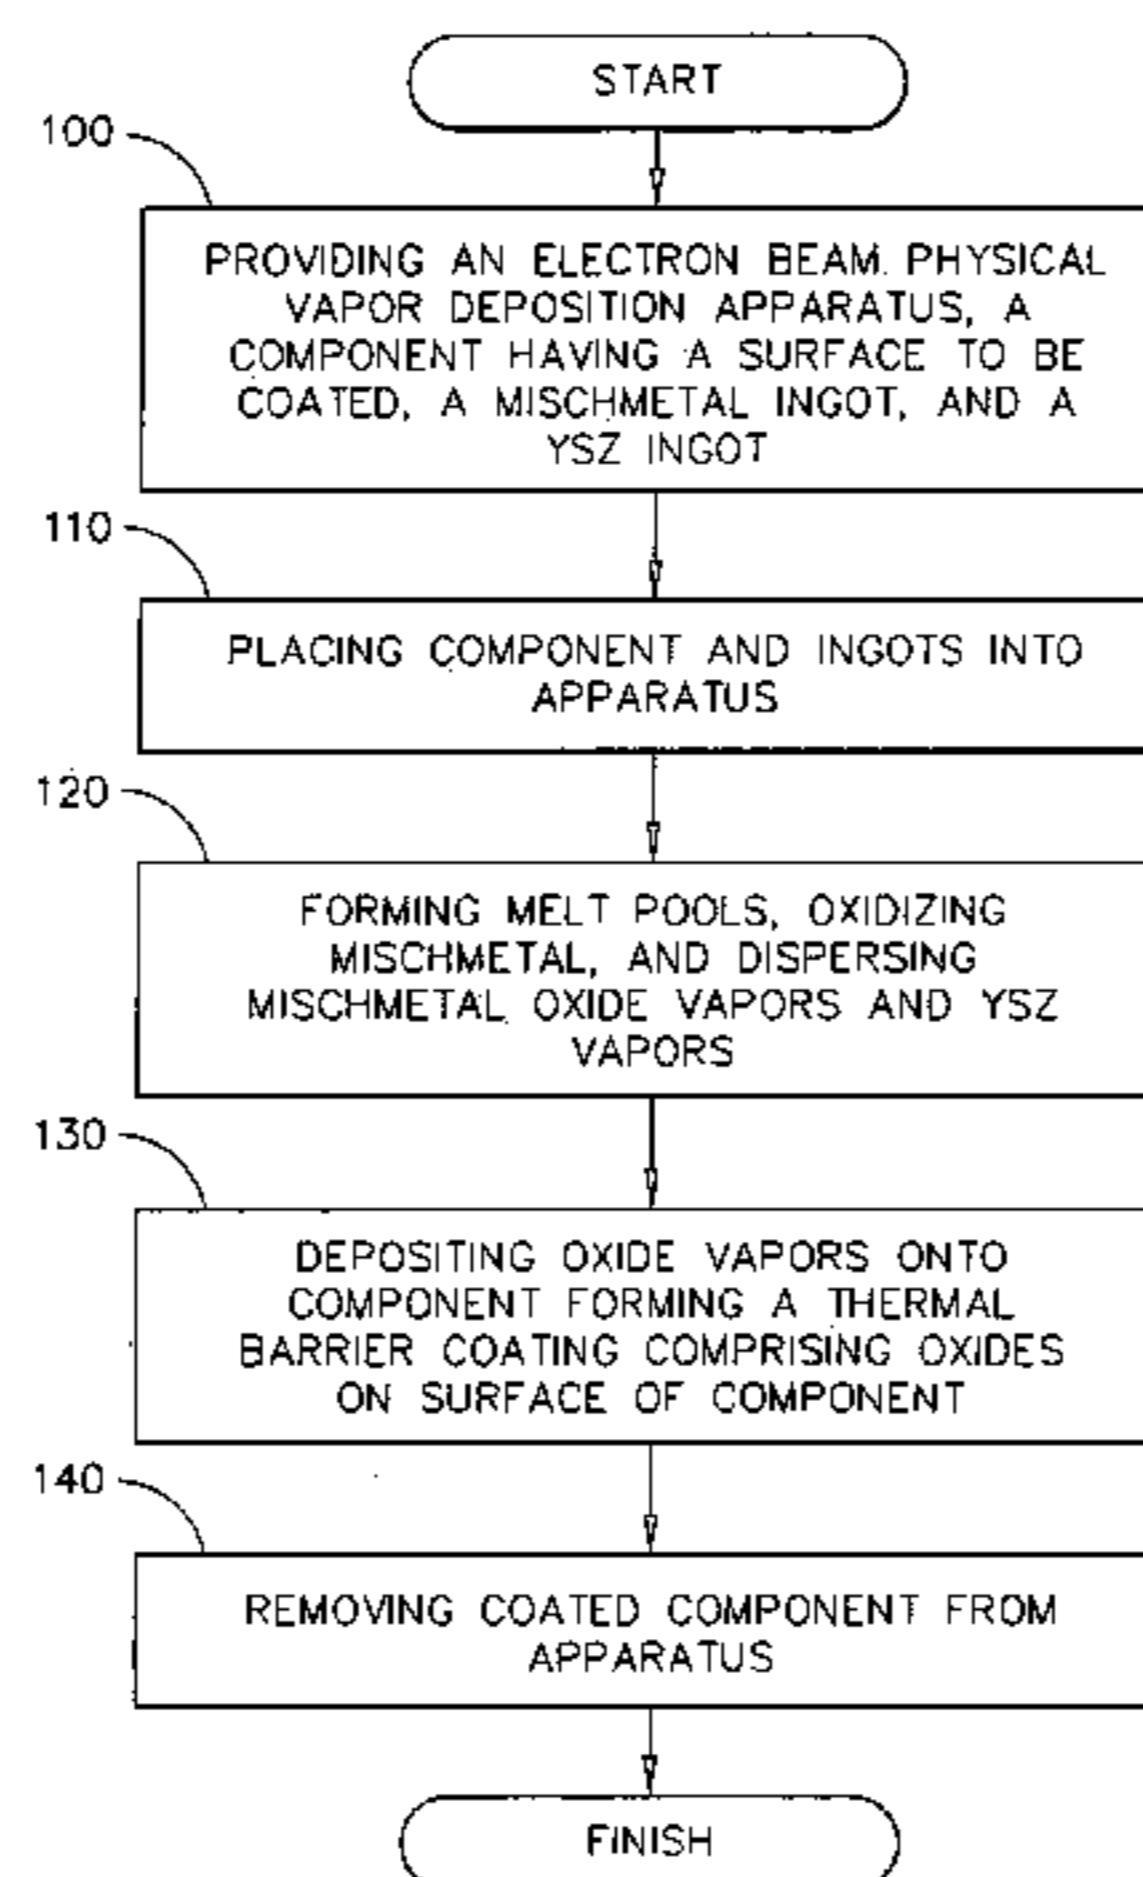 START
100
PROVIDING AN ELECTRON BEAM PHYSICAL
VAPOR DEPOSITION APPARATUS, A
COMPONENT HAVING A SURFACE TO BE
COATED, A MISCHMETAL INGOT, AND A
YSZ INGOT
110
PLACING COMPONENT AND INGOTS INTO
APPARATUS
120
FORMING MELT POOLS, OXIDIZING
MISCHMETAL, AND DISPERSING
MISCHMETAL OXIDE VAPORS AND YSZ
VAPORS
130
DEPOSITING OXIDE VAPORS ONTO
COMPONENT FORMING A THERMAL
BARRIER COATING COMPRISING OXIDES
ON SURFACE OF COMPONENT
140
REMOVING COATED COMPONENT FROM
APPARATUS
FINISH